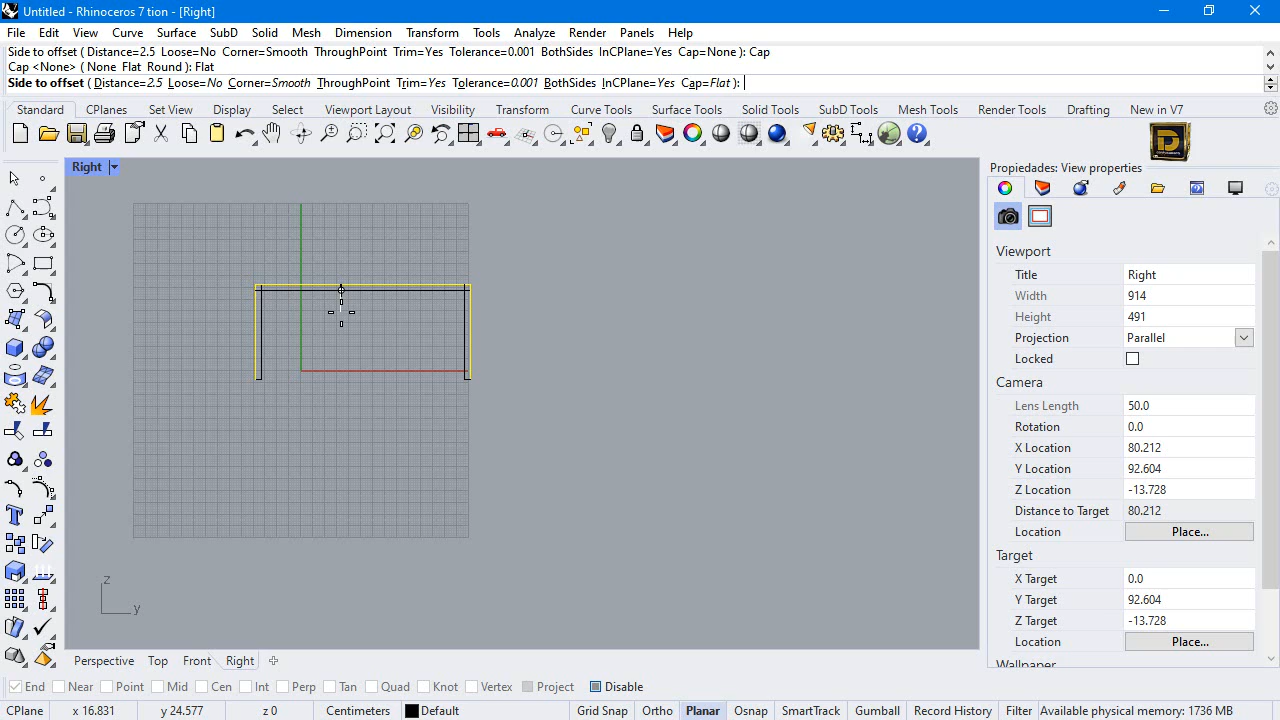 Untitled - Rhinoceros 7 tion - [Right]
File Edit View Curve Surface SubD Solid Mesh Dimension Transform Tools Analyze Render Panels Help
Side to offset ( Distance=2.5 Loose=No Corner=Smooth ThroughPoint Trim=Yes Tolerance=0.001 BothSides InCPlane=Yes Cap=None ): Cap
Cap <None> ( None Flat Round ): Flat
Side to offset ( Distance=2.5 Loose=No Corner=Smooth ThroughPoint Trim=Yes Tolerance=0.001 BothSides InCPlane=Yes Cap=Flat ):
Standard CPlanes Set View Display Select Viewport Layout Visibility Transform Curve Tools Surface Tools Solid Tools SubD Tools Mesh Tools Render Tools Drafting New in V7
Right
Propiedades: View properties
Viewport
Title Right
Width 914
Height 491
Projection Parallel
Locked
Camera
Lens Length 50.0
Rotation 0.0
X Location 80.212
Y Location 92.604
Z Location -13.728
Distance to Target 80.212
Location Place...
Target
X Target 0.0
Y Target 92.604
Z Target -13.728
Location Place...
Wallpaper
z
y
Perspective Top Front Right
End Near Point Mid Cen Int Perp Tan Quad Knot Vertex Project Disable
CPlane x 16.831 y 24.577 z 0 Centimeters Default Grid Snap Ortho Planar Osnap SmartTrack Gumball Record History Filter Available physical memory: 1736 MB